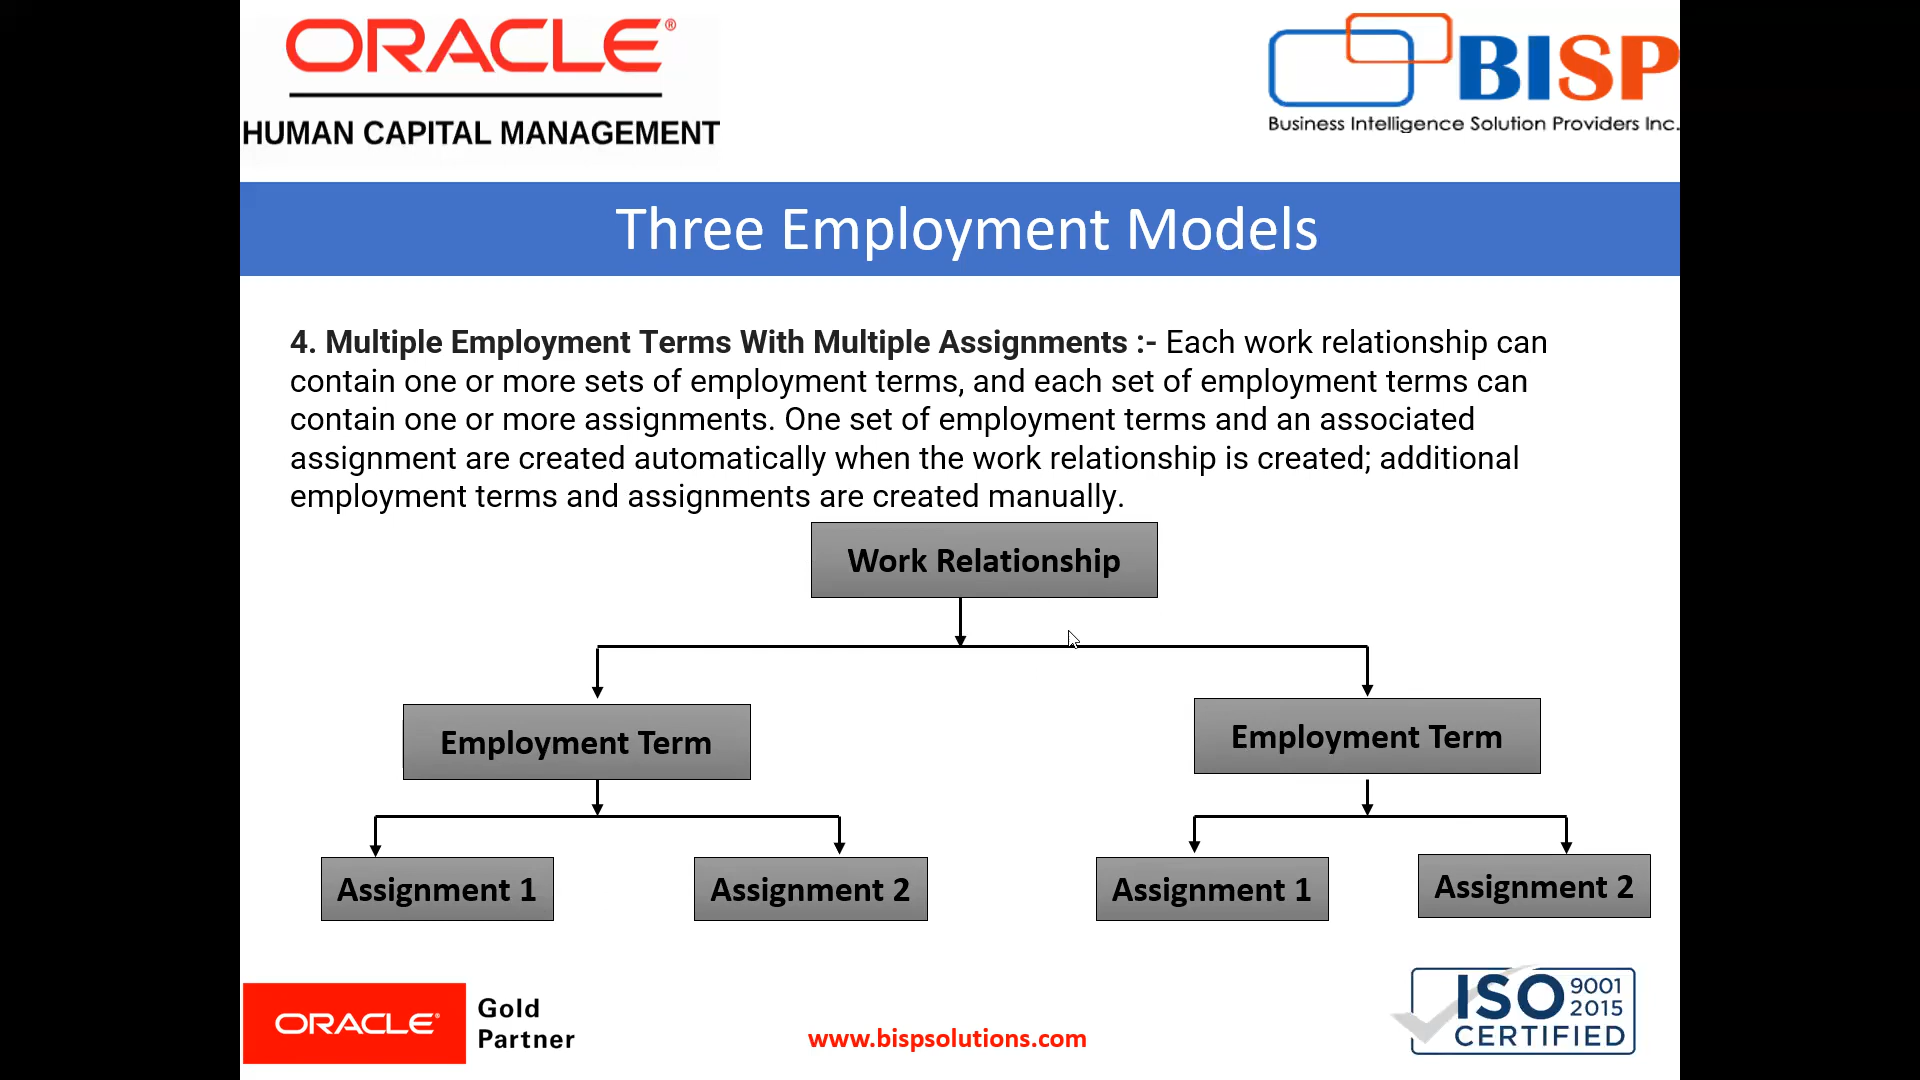 ORACLE®
HUMAN CAPITAL MANAGEMENT
BISP
Business Intelligence Solution Providers Inc.
Three Employment Models
4. Multiple Employment Terms With Multiple Assignments :- Each work relationship can
contain one or more sets of employment terms, and each set of employment terms can
contain one or more assignments. One set of employment terms and an associated
assignment are created automatically when the work relationship is created; additional
employment terms and assignments are created manually.
Work Relationship
Employment Term
Employment Term
Assignment 1
Assignment 2
Assignment 1
Assignment 2
ORACLE®
Gold
Partner
www.bispsolutions.com
ISO 9001
2015
CERTIFIED